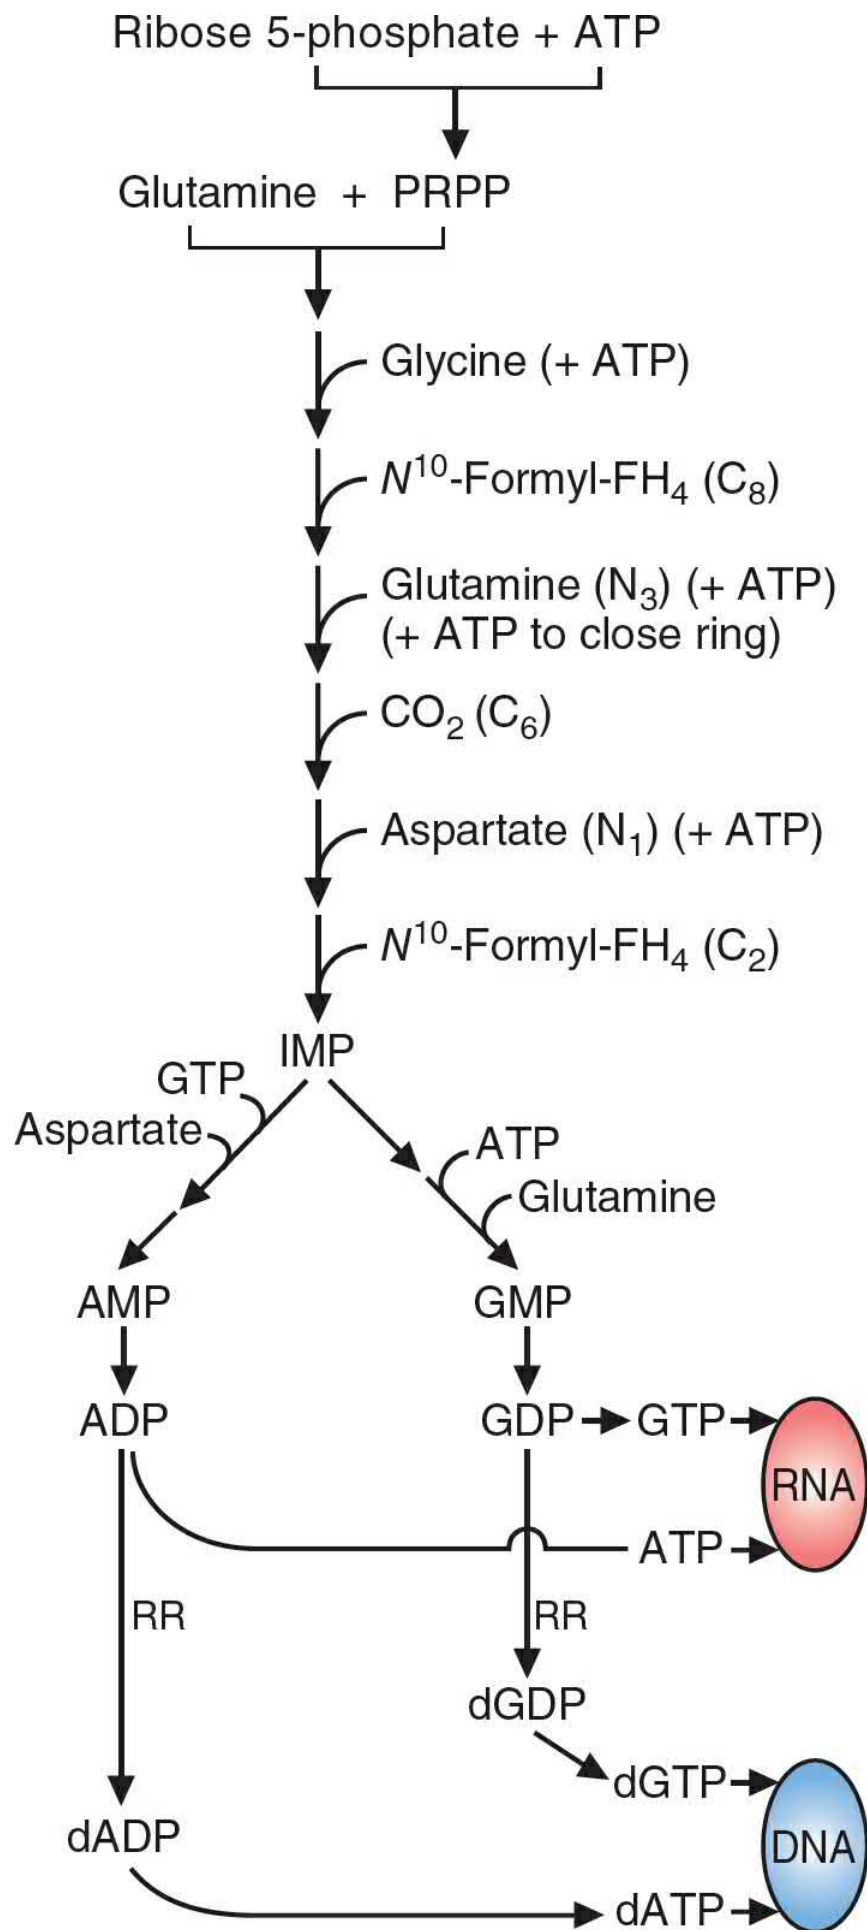 Ribose 5-phosphate + ATP
Glutamine + PRPP
Glycine (+ ATP)
N¹⁰-Formyl-FH₄ (C₈)
Glutamine (N₃) (+ ATP)
(+ ATP to close ring)
CO₂ (C₆)
Aspartate (N₁) (+ ATP)
N¹⁰-Formyl-FH₄ (C₂)
IMP
GTP
Aspartate
ATP
Glutamine
AMP
GMP
ADP
GDP
GTP
RNA
ATP
RR
RR
dGDP
dGTP
dADP
DNA
dATP